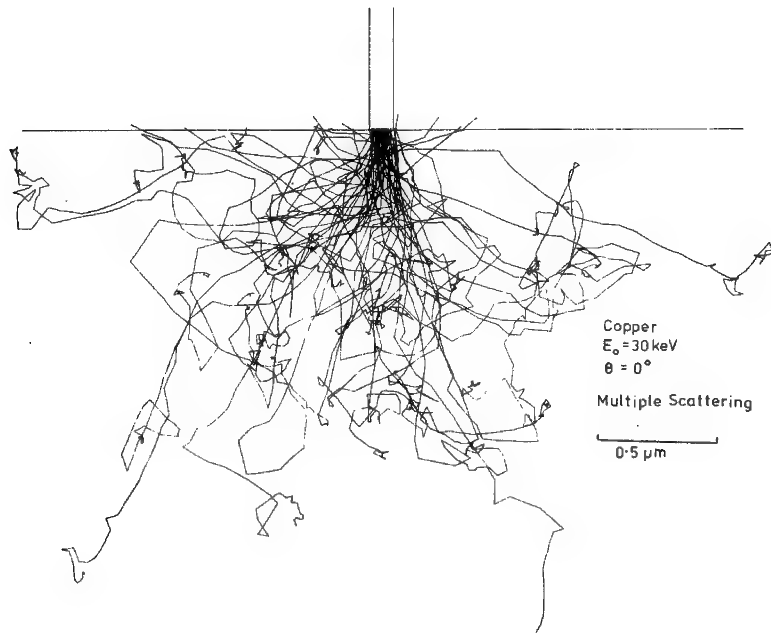 Copper
E₀ = 30 keV
θ = 0°
Multiple Scattering
0·5 µm